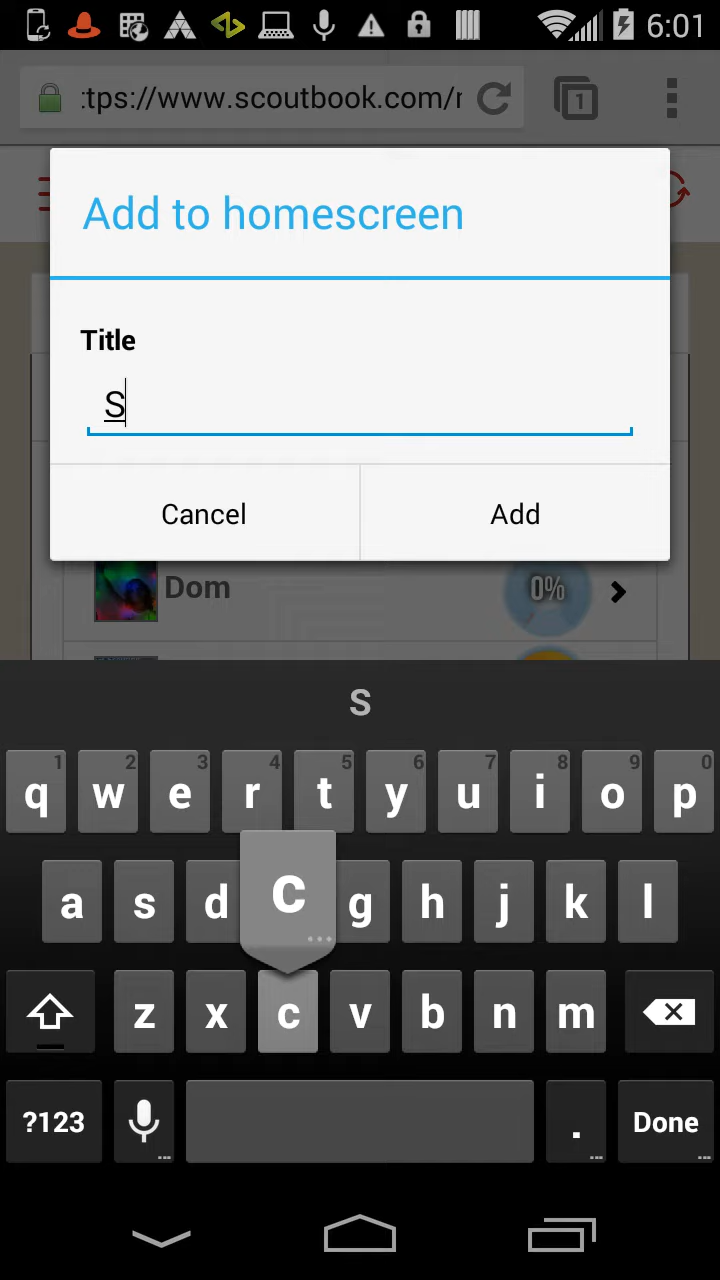 6:01
:tps://www.scoutbook.com/r
1
Add to homescreen
Title
S
Cancel
Add
Dom
0%
S
1 2 3 4 5 6 7 8 9 0
q w e r t y u i o p
a s d c g h j k l
z x c v b n m
?123
.
Done